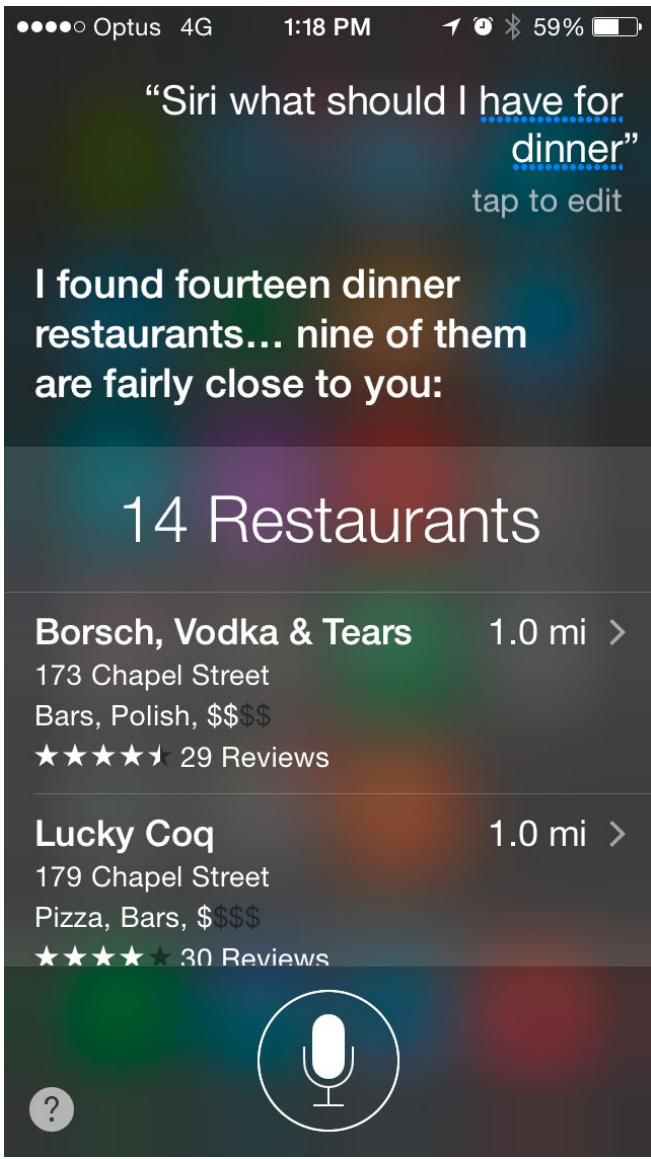 Optus 4G 1:18 PM 59%
“Siri what should I have for
dinner”
tap to edit
I found fourteen dinner
restaurants... nine of them
are fairly close to you:
14 Restaurants
Borsch, Vodka & Tears 1.0 mi
173 Chapel Street
Bars, Polish, $$$$
29 Reviews
Lucky Coq 1.0 mi
179 Chapel Street
Pizza, Bars, $$$$
30 Reviews
?